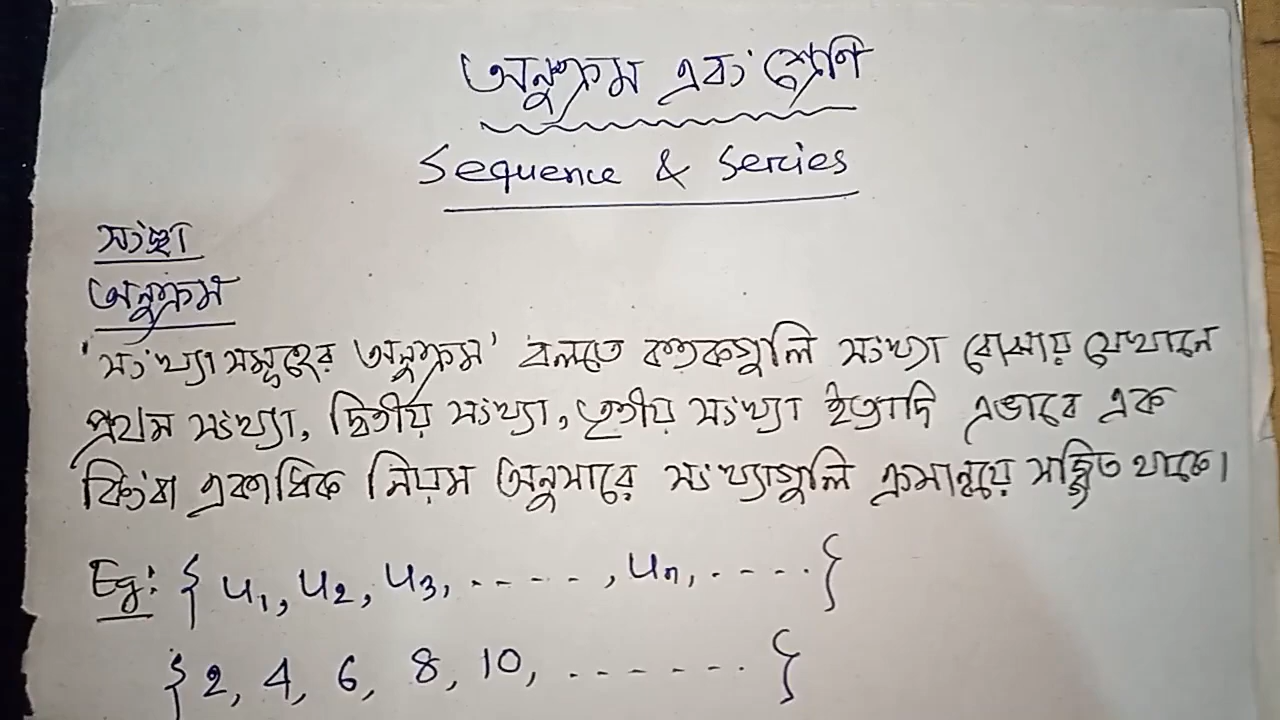 অনুক্রম এবং শ্রেণি
Sequence & Series
সংজ্ঞা
অনুক্রম
'সংখ্যাসমূহের অনুক্রম' বলতে কতকগুলি সংখ্যা বোঝায় যেখানে
প্রথম সংখ্যা, দ্বিতীয় সংখ্যা, তৃতীয় সংখ্যা ইত্যাদি এভাবে এক
কিংবা একাধিক নিয়ম অনুসারে সংখ্যাগুলি ক্রমান্বয়ে সজ্জিত থাকে।
Eg: { u₁, u₂, u₃, ....., uₙ, ..... }
{ 2, 4, 6, 8, 10, ....... }